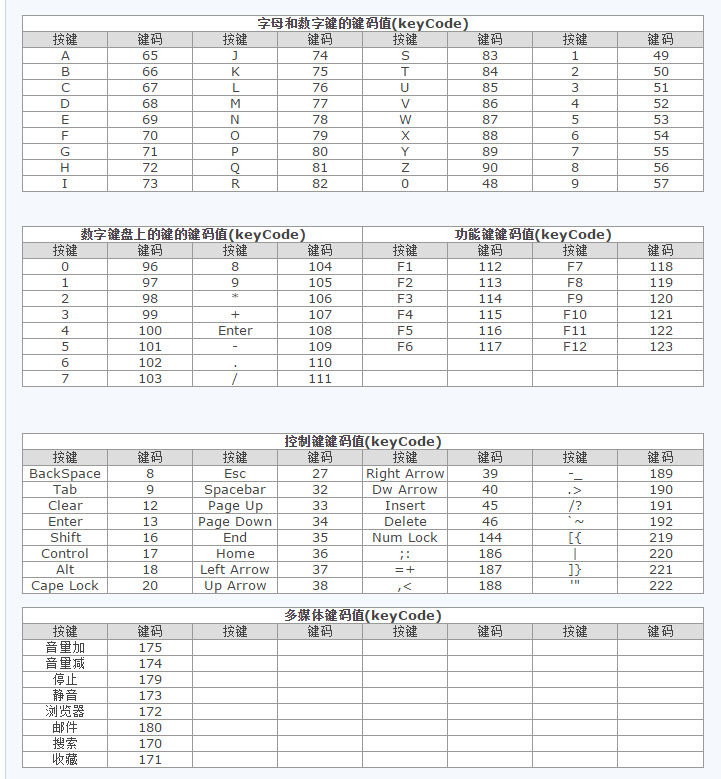 字母和数字键的键码值(keyCode)
按键 键码 按键 键码 按键 键码 按键 键码
A 65 J 74 S 83 1 49
B 66 K 75 T 84 2 50
C 67 L 76 U 85 3 51
D 68 M 77 V 86 4 52
E 69 N 78 W 87 5 53
F 70 O 79 X 88 6 54
G 71 P 80 Y 89 7 55
H 72 Q 81 Z 90 8 56
I 73 R 82 0 48 9 57
数字键盘上的键的键码值(keyCode) 功能键键码值(keyCode)
按键 键码 按键 键码 按键 键码 按键 键码
0 96 8 104 F1 112 F7 118
1 97 9 105 F2 113 F8 119
2 98 * 106 F3 114 F9 120
3 99 + 107 F4 115 F10 121
4 100 Enter 108 F5 116 F11 122
5 101 - 109 F6 117 F12 123
6 102 . 110
7 103 / 111
控制键键码值(keyCode)
按键 键码 按键 键码 按键 键码 按键 键码
BackSpace 8 Esc 27 Right Arrow 39 -_ 189
Tab 9 Spacebar 32 Dw Arrow 40 .> 190
Clear 12 Page Up 33 Insert 45 /? 191
Enter 13 Page Down 34 Delete 46 `~ 192
Shift 16 End 35 Num Lock 144 [{ 219
Control 17 Home 36 ;: 186 | 220
Alt 18 Left Arrow 37 =+ 187 ]} 221
Cape Lock 20 Up Arrow 38 ,< 188 '" 222
多媒体键码值(keyCode)
按键 键码 按键 键码 按键 键码 按键 键码
音量加 175
音量减 174
停止 179
静音 173
浏览器 172
邮件 180
搜索 170
收藏 171